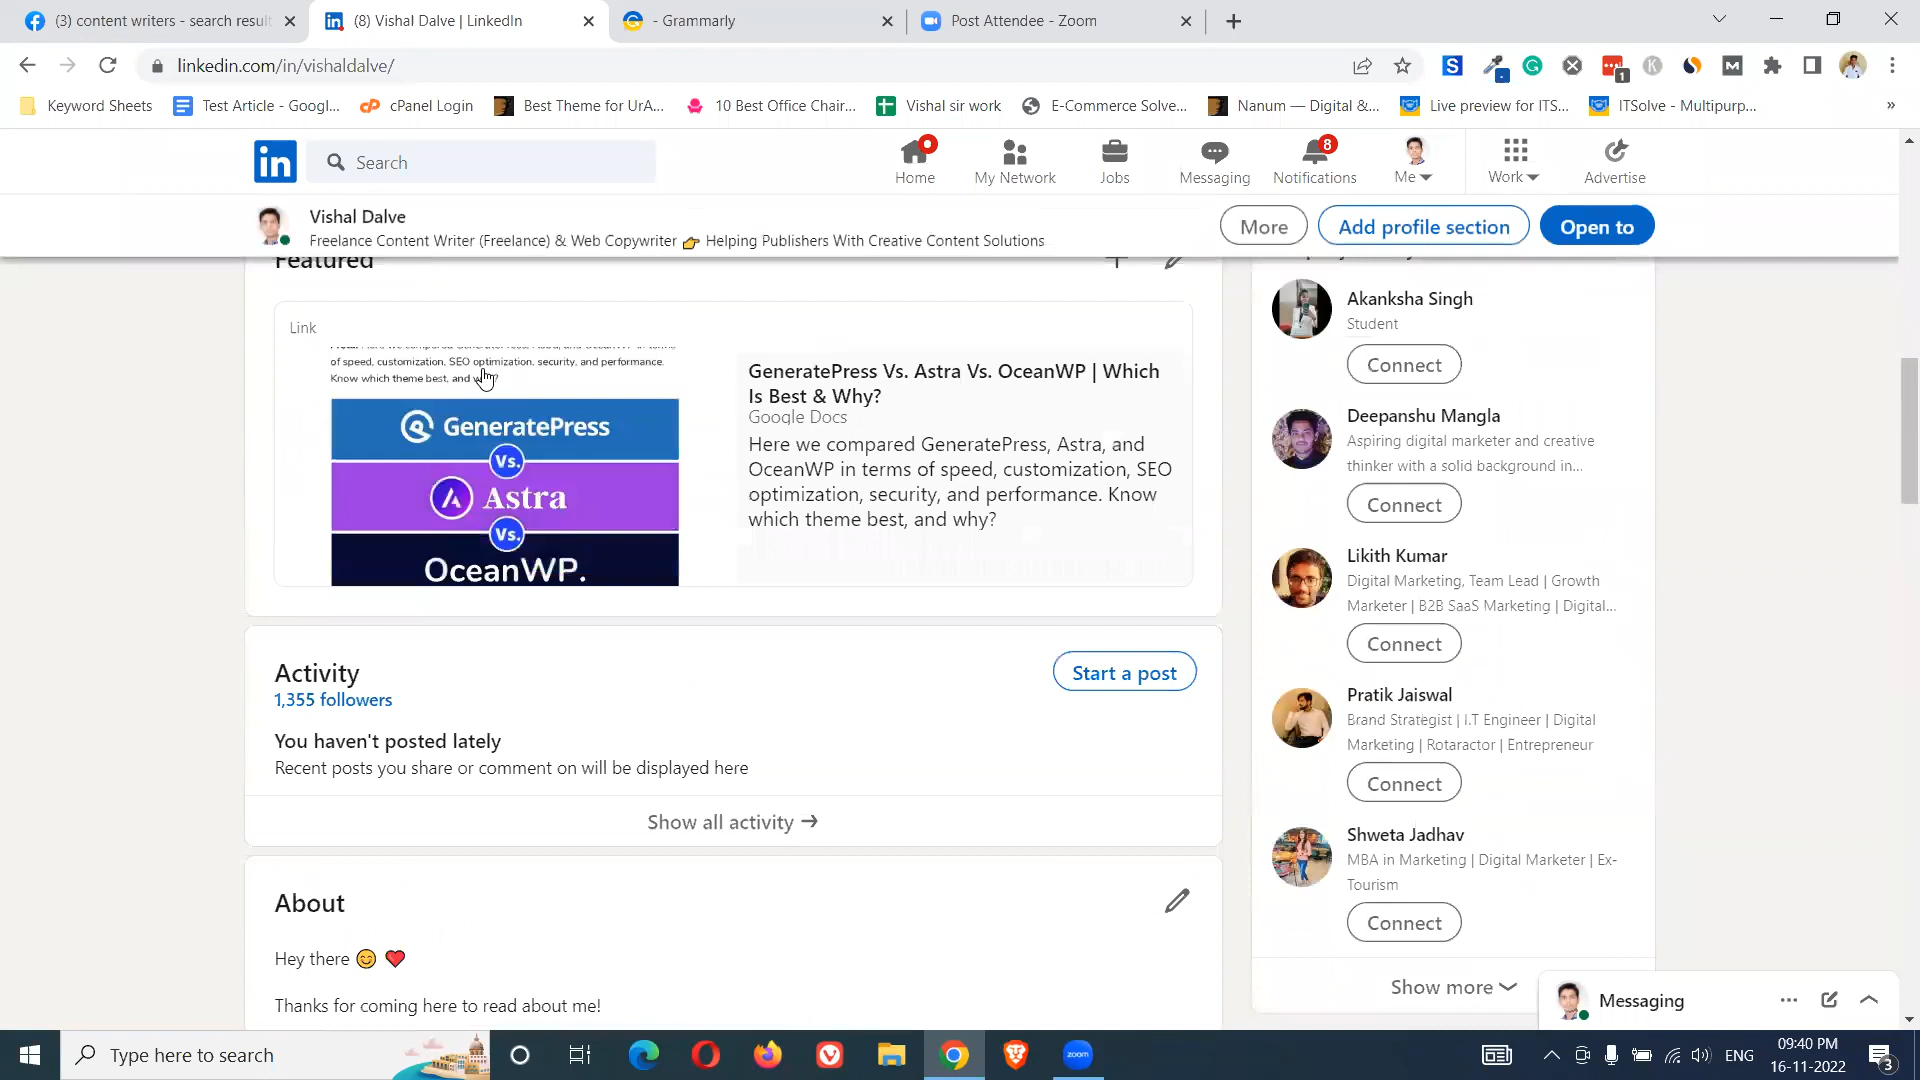 (3) content writers - search result
(8) Vishal Dalve | LinkedIn
- Grammarly
Post Attendee - Zoom
linkedin.com/in/vishaldalve/
Keyword Sheets
Test Article - Googl...
cPanel Login
Best Theme for UrA...
10 Best Office Chair...
Vishal sir work
E-Commerce Solve...
Nanum — Digital &...
Live preview for ITS...
ITSolve - Multipurp...
Search
Home
My Network
Jobs
Messaging
8
Notifications
Me
Work
Advertise
Vishal Dalve
Freelance Content Writer (Freelance) & Web Copywriter 👉 Helping Publishers With Creative Content Solutions
More
Add profile section
Open to
Featured
Link
of speed, customization, SEO optimization, security, and performance.
Know which theme best, and
GeneratePress
Vs.
Astra
Vs.
OceanWP.
GeneratePress Vs. Astra Vs. OceanWP | Which
Is Best & Why?
Google Docs
Here we compared GeneratePress, Astra, and
OceanWP in terms of speed, customization, SEO
optimization, security, and performance. Know
which theme best, and why?
Activity
1,355 followers
Start a post
You haven't posted lately
Recent posts you share or comment on will be displayed here
Show all activity →
About
Hey there 😊 ❤️
Thanks for coming here to read about me!
Akanksha Singh
Student
Connect
Deepanshu Mangla
Aspiring digital marketer and creative
thinker with a solid background in...
Connect
Likith Kumar
Digital Marketing, Team Lead | Growth
Marketer | B2B SaaS Marketing | Digital...
Connect
Pratik Jaiswal
Brand Strategist | I.T Engineer | Digital
Marketing | Rotaractor | Entrepreneur
Connect
Shweta Jadhav
MBA in Marketing | Digital Marketer | Ex-
Tourism
Connect
Show more
Messaging
Type here to search
zoom
ENG
09:40 PM
16-11-2022
3